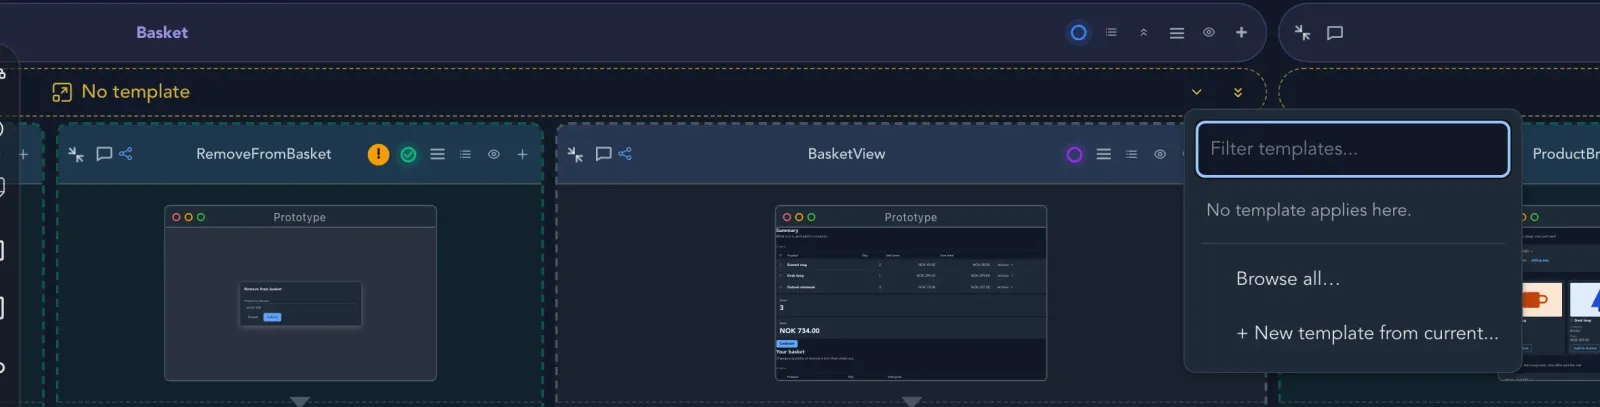 Basket
No template
RemoveFromBasket
BasketView
Filter templates...
ProductBr
No template applies here.
Prototype
Prototype
Summary
Remove from basket
3
NOK 734.00
Your basket
Browse all...
+ New template from current...